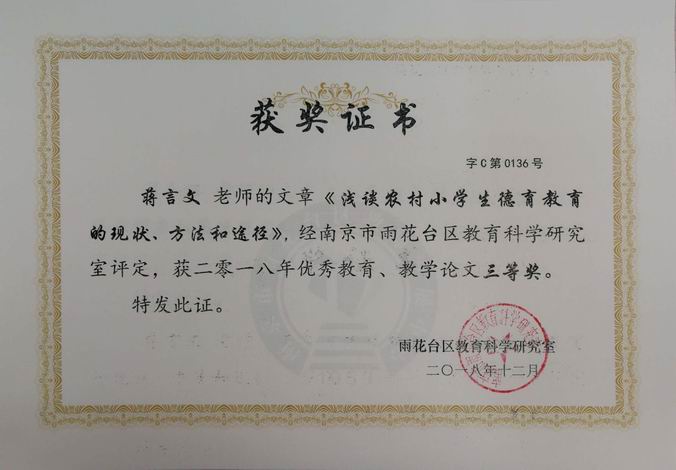 获奖证书
字C第0136号
蒋言文 老师的文章《浅谈农村小学生德育教育
的现状、方法和途径》，经南京市雨花台区教育科学研究
室评定，获二零一八年优秀教育、教学论文三等奖。
特发此证。
雨花台区教育科学研究室
二〇一八年十二月